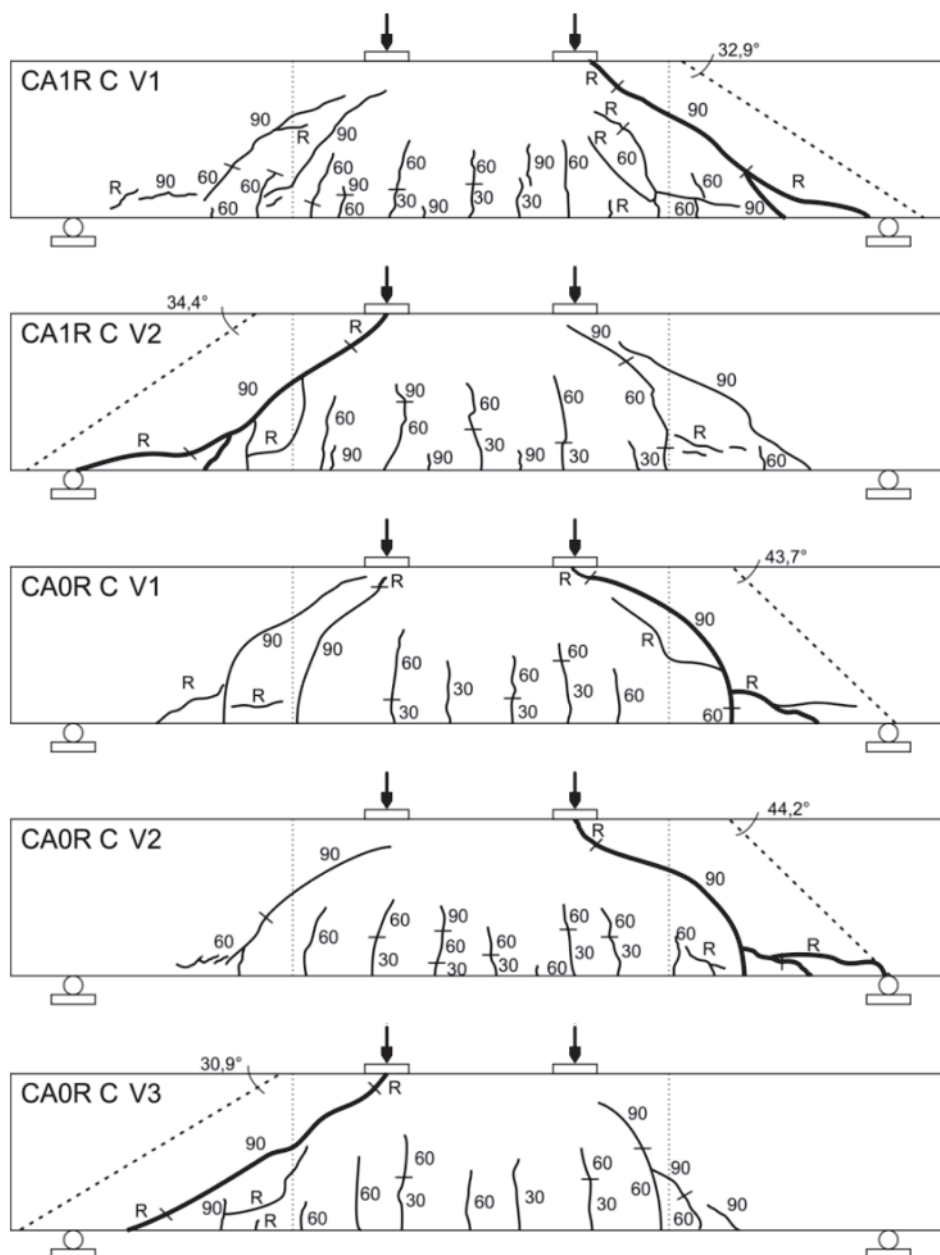 32,9°
CA1R C V1 R
90
R
90 R 90
60 60 60 90 60 60
60
R 90 60 90 60 R
30 30 30
60 60 90 R 60 90
34,4°
CA1R C V2 R 90
90 90
90
60 60 60 60
60
R R 30 R
90 90 90 30 30 60
43,7°
CA0R C V1 R R
90
90 90 R
60 60
60 60
R R 30 R
30 30 30 60
44,2°
CA0R C V2 R
90
90
60 90 60 60
60
60 60 60 60 R R
30 30 30
30 30 60
30,9°
CA0R C V3 R
90
90
60 60
90
60 60 60
R 30 30 30
R 90 R 60 60 90